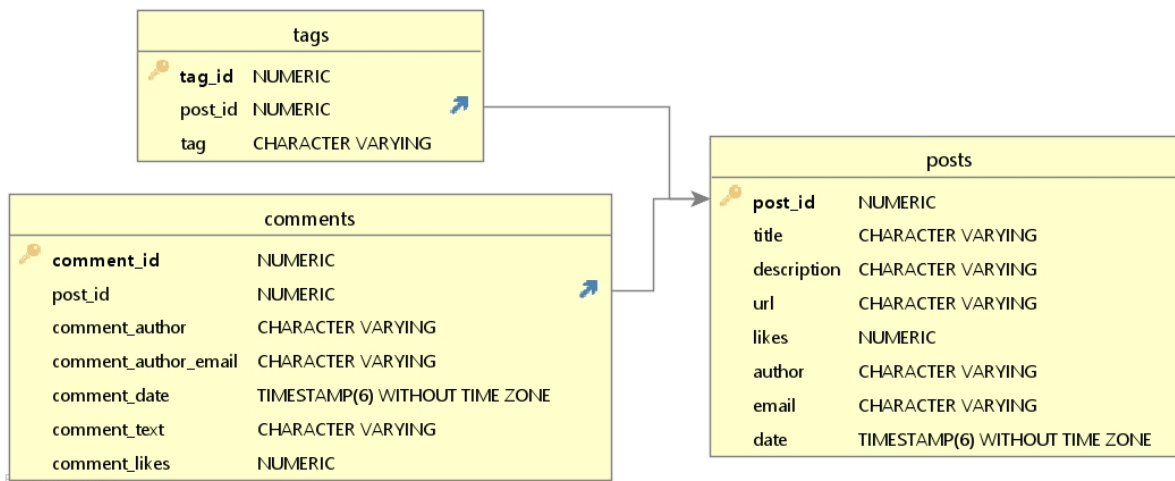 tags
tag_id NUMERIC
post_id NUMERIC
tag CHARACTER VARYING
comments
comment_id NUMERIC
post_id NUMERIC
comment_author CHARACTER VARYING
comment_author_email CHARACTER VARYING
comment_date TIMESTAMP(6) WITHOUT TIME ZONE
comment_text CHARACTER VARYING
comment_likes NUMERIC
posts
post_id NUMERIC
title CHARACTER VARYING
description CHARACTER VARYING
url CHARACTER VARYING
likes NUMERIC
author CHARACTER VARYING
email CHARACTER VARYING
date TIMESTAMP(6) WITHOUT TIME ZONE